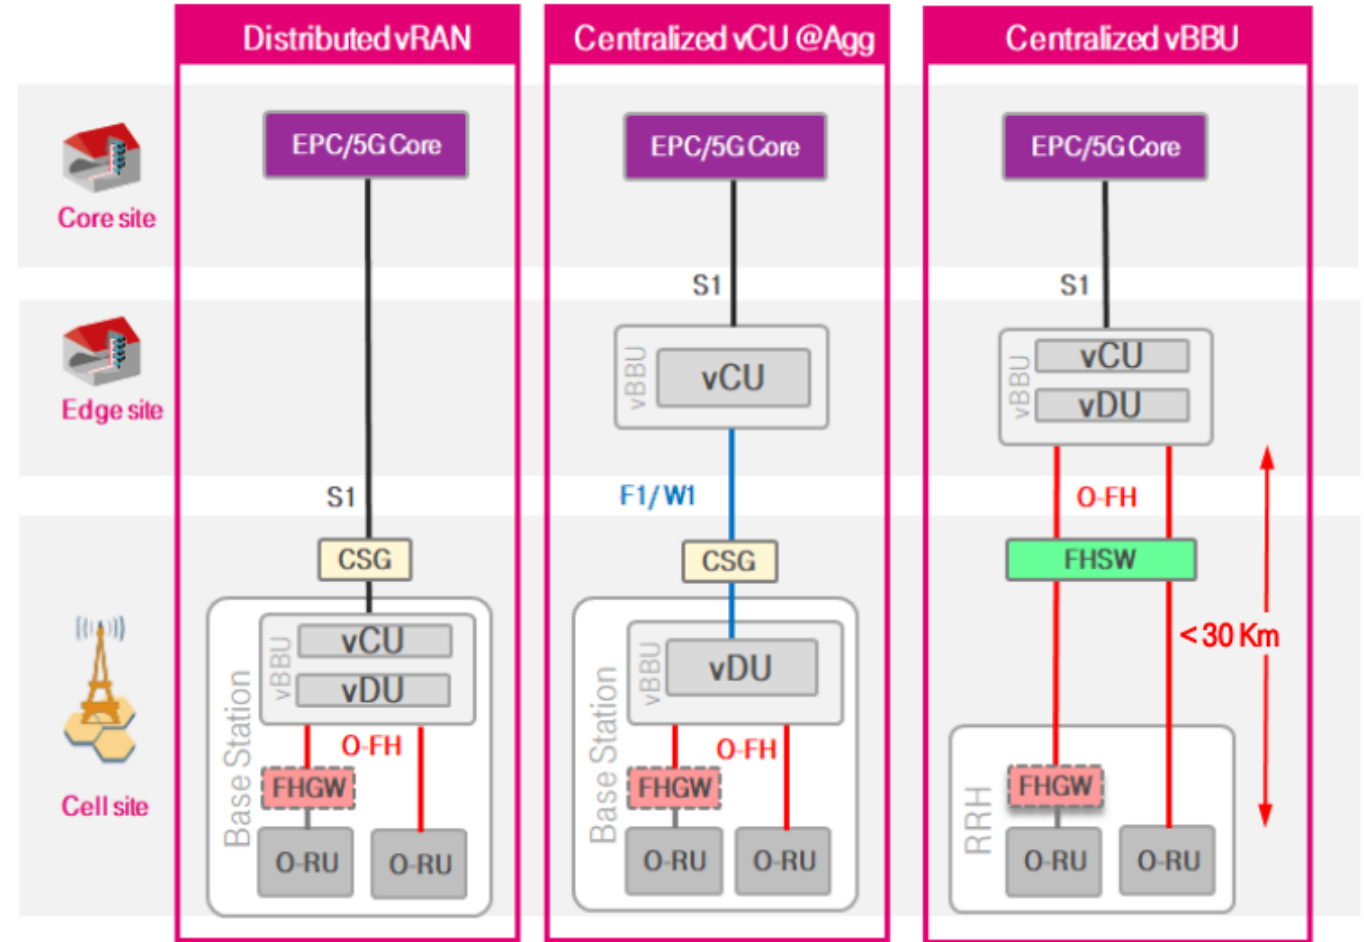 Distributed vRAN
Centralized vCU @Agg
Centralized vBBU
Core site
EPC/5G Core
EPC/5G Core
EPC/5G Core
S1
S1
Edge site
vBBU
vCU
vBBU
vCU
vDU
S1
F1/W1
O-FH
CSG
CSG
FHSW
< 30 Km
Cell site
Base Station
vBBU
vCU
vDU
O-FH
FHGW
O-RU
O-RU
Base Station
vBBU
vDU
O-FH
FHGW
O-RU
O-RU
RRH
FHGW
O-RU
O-RU